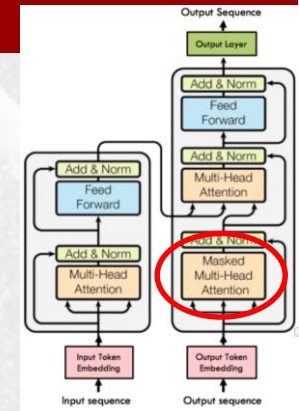 Output Sequence
Output Layer
Add & Norm
Feed
Forward
Add & Norm
Multi-Head
Attention
Add & Norm
Masked
Multi-Head
Attention
Output Token
Embedding
Output sequence
Add & Norm
Feed
Forward
Add & Norm
Multi-Head
Attention
Input Token
Embedding
Input sequence